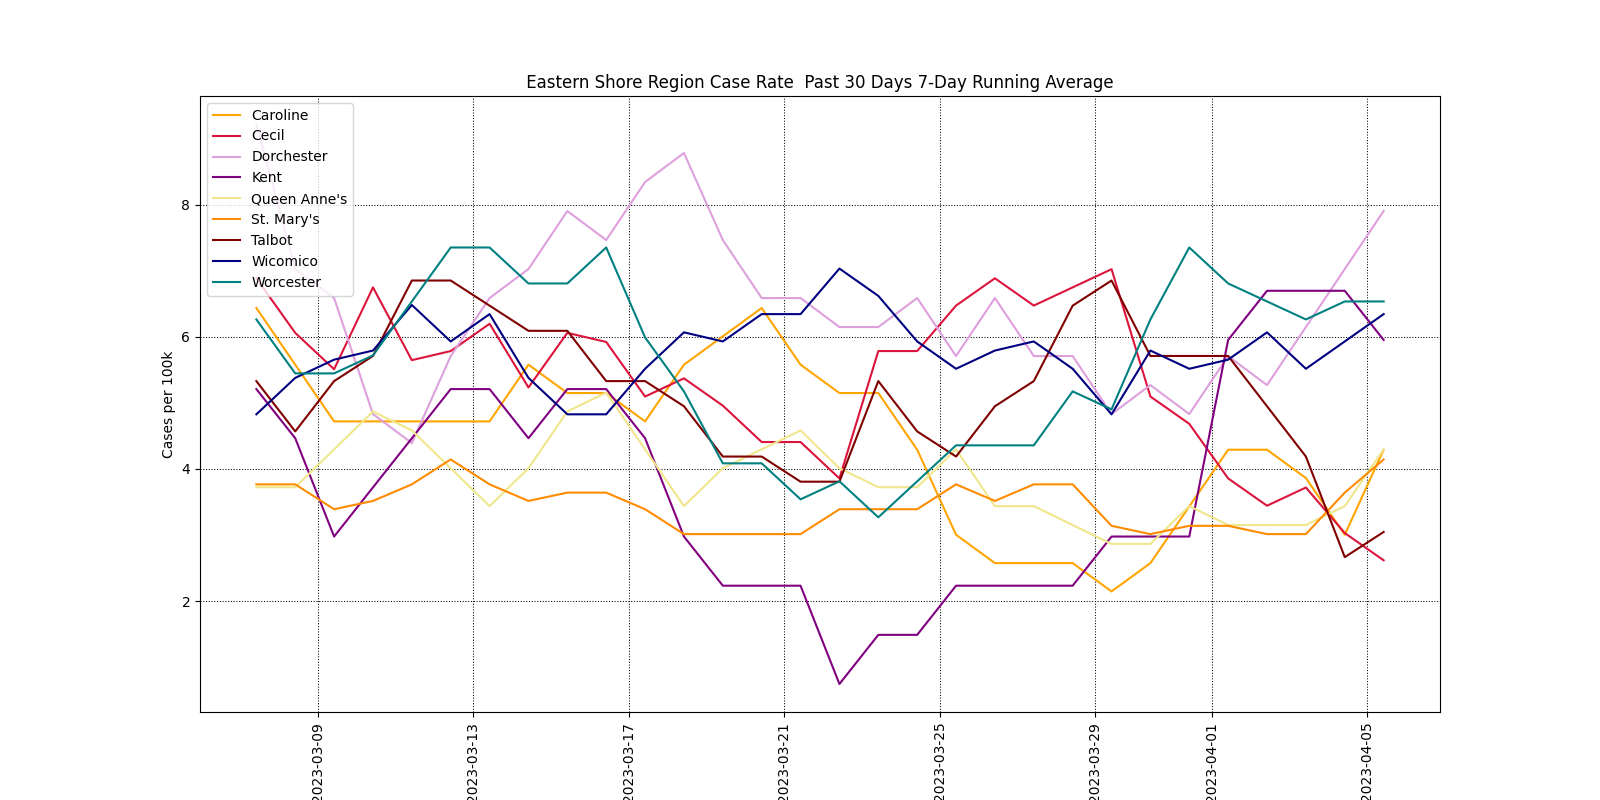 Eastern Shore Region Case Rate  Past 30 Days 7-Day Running Average
Caroline
Cecil
Dorchester
Kent
Queen Anne's
St. Mary's
Talbot
Wicomico
Worcester
Cases per 100k
8
6
4
2
2023-03-09
2023-03-13
2023-03-17
2023-03-21
2023-03-25
2023-03-29
2023-04-01
2023-04-05